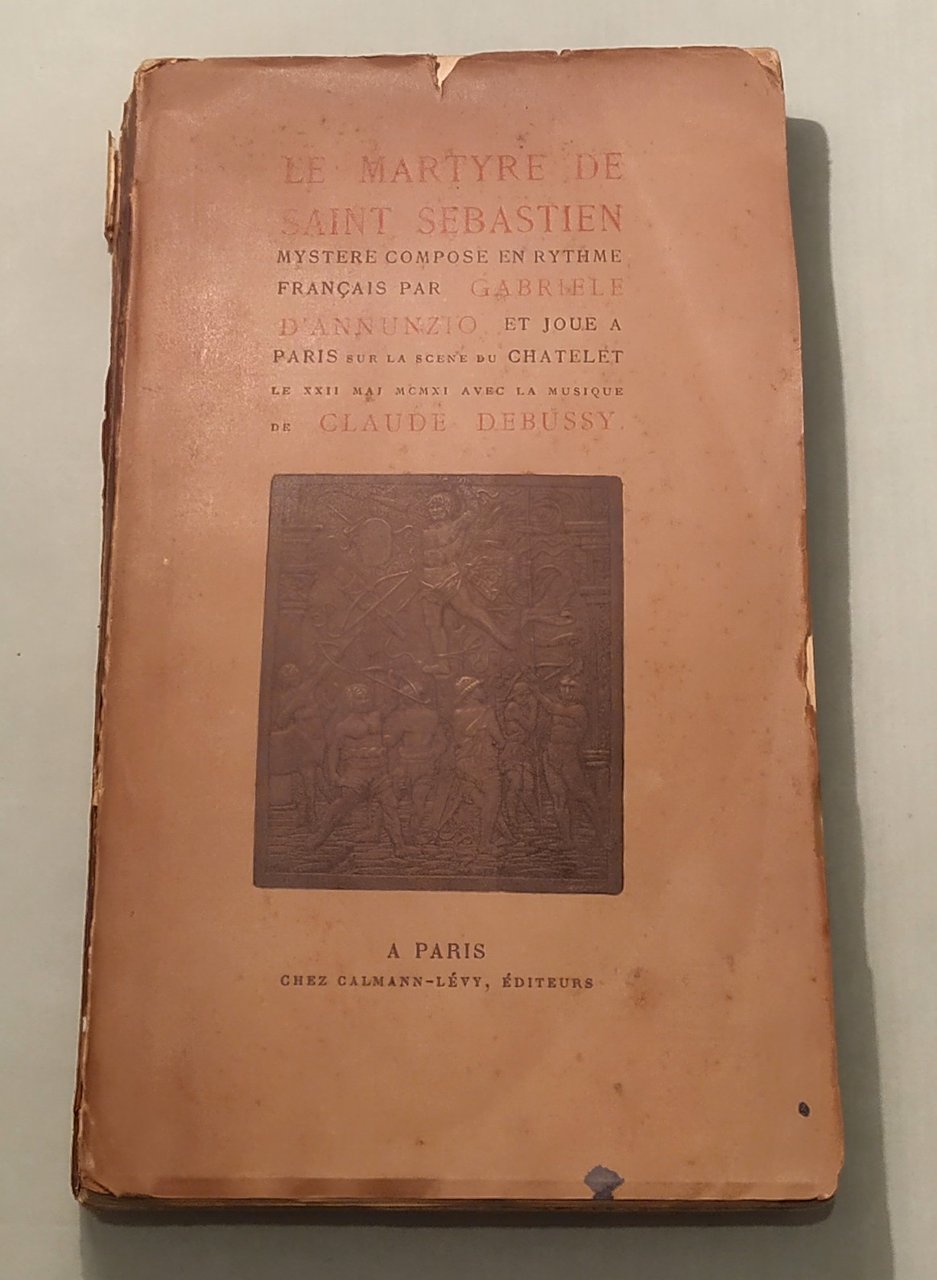 LE MARTYRE DE
SAINT SEBASTIEN
MYSTERE COMPOSE EN RYTHME
FRANÇAIS PAR GABRIELE
D'ANNUNZIO ET JOUE A
PARIS SUR LA SCENE DU CHATELET
LE XXII MAI MCMXI AVEC LA MUSIQUE
DE CLAUDE DEBUSSY.
A PARIS
CHEZ CALMANN-LÉVY, ÉDITEURS